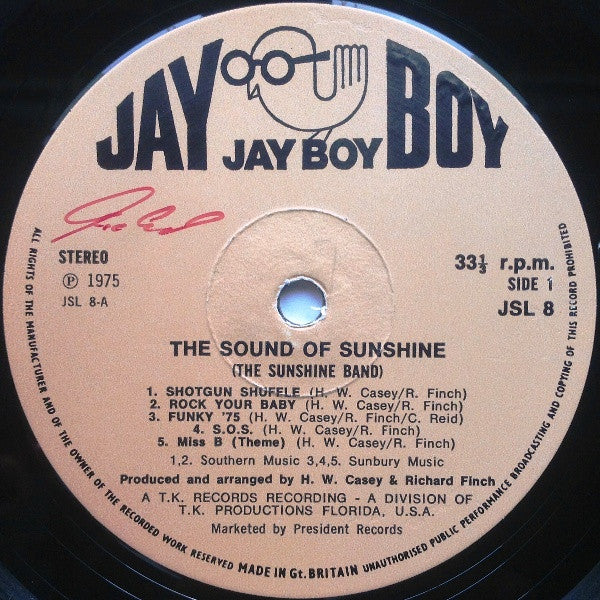 JAY BOY
JAY BOY
STEREO
Ⓟ 1975
JSL 8-A
33⅓ r.p.m.
SIDE 1
JSL 8
THE SOUND OF SUNSHINE
(THE SUNSHINE BAND)
1. SHOTGUN SHUFFLE (H. W. Casey/R. Finch)
2. ROCK YOUR BABY (H. W. Casey/R. Finch)
3. FUNKY '75 (H. W. Casey/R. Finch/C. Reid)
4. S.O.S. (H. W. Casey/R. Finch)
5. Miss B (Theme) (H. W. Casey/R. Finch)
1,2. Southern Music 3,4,5. Sunbury Music
Produced and arranged by H. W. Casey & Richard Finch
A T.K. RECORDS RECORDING - A DIVISION OF
T.K. PRODUCTIONS FLORIDA, U.S.A.
Marketed by President Records
ALL RIGHTS OF THE MANUFACTURER AND OF THE OWNER OF THE RECORDED WORK RESERVED MADE IN Gt. BRITAIN UNAUTHORISED PUBLIC PERFORMANCE BROADCASTING AND COPYING OF THIS RECORD PROHIBITED